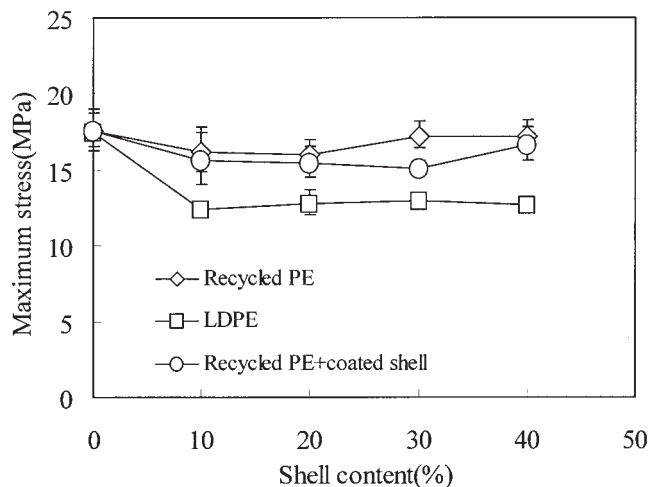 25
20
15
10
5
0
Maximum stress(MPa)
Recycled PE
LDPE
Recycled PE+coated shell
0 10 20 30 40 50
Shell content(%)